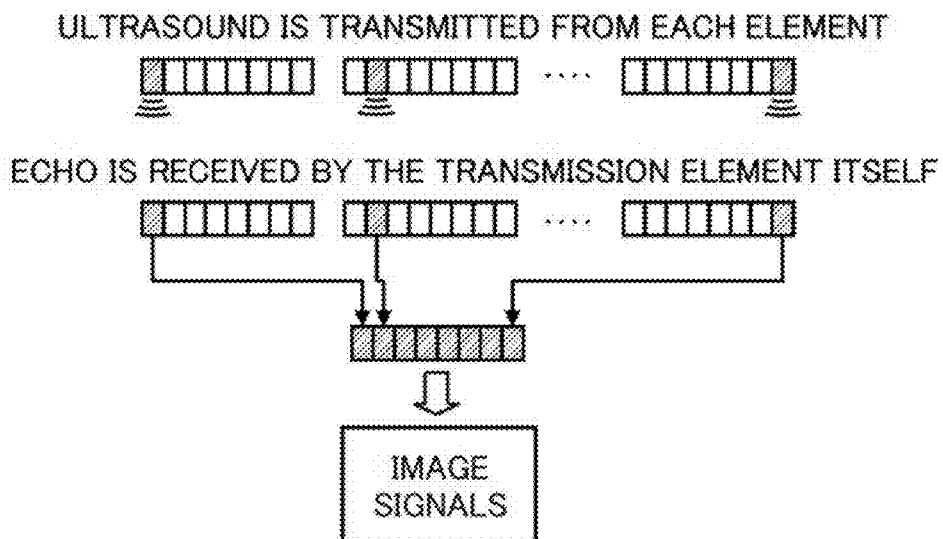 ULTRASOUND IS TRANSMITTED FROM EACH ELEMENT
ECHO IS RECEIVED BY THE TRANSMISSION ELEMENT ITSELF
IMAGE
SIGNALS